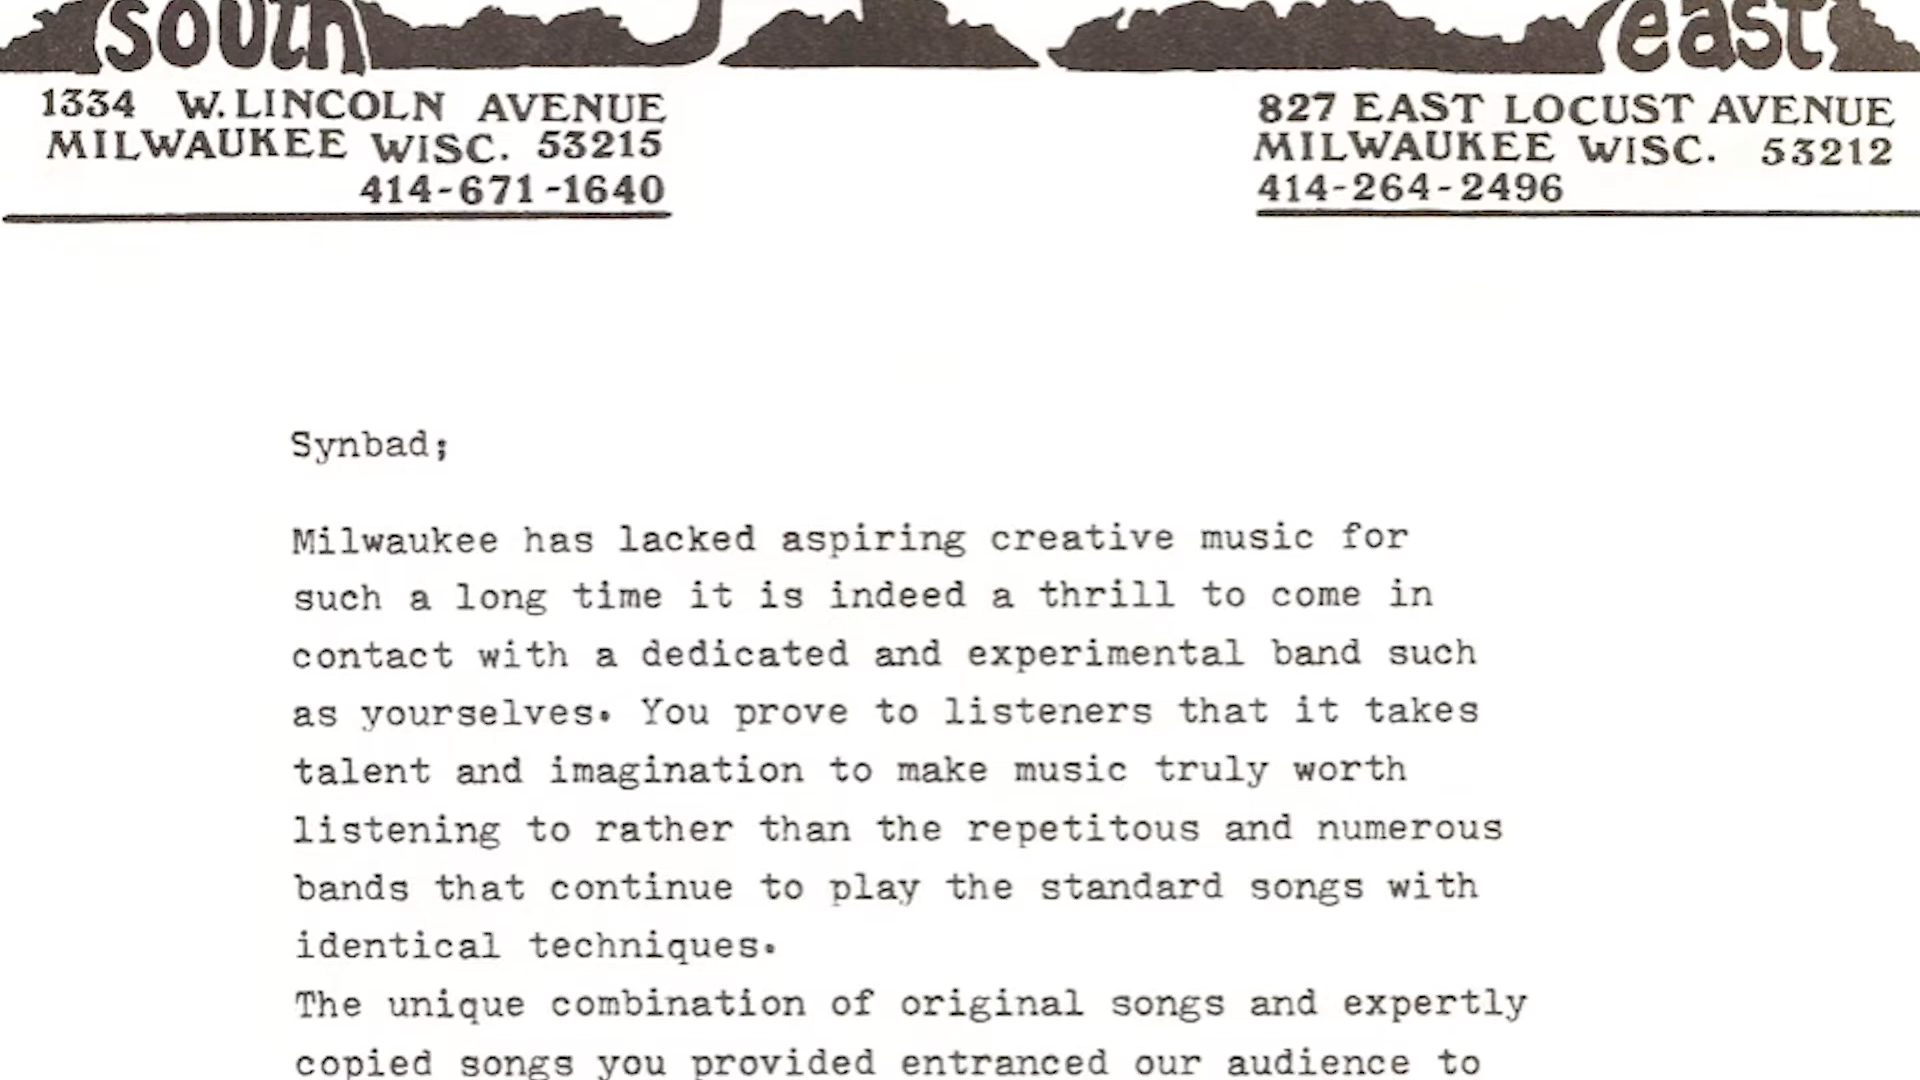 south
east
1334 W. LINCOLN AVENUE
MILWAUKEE WISC. 53215
414-671-1640
827 EAST LOCUST AVENUE
MILWAUKEE WISC. 53212
414-264-2496
Synbad;
Milwaukee has lacked aspiring creative music for
such a long time it is indeed a thrill to come in
contact with a dedicated and experimental band such
as yourselves. You prove to listeners that it takes
talent and imagination to make music truly worth
listening to rather than the repetitous and numerous
bands that continue to play the standard songs with
identical techniques.
The unique combination of original songs and expertly
copied songs you provided entranced our audience to